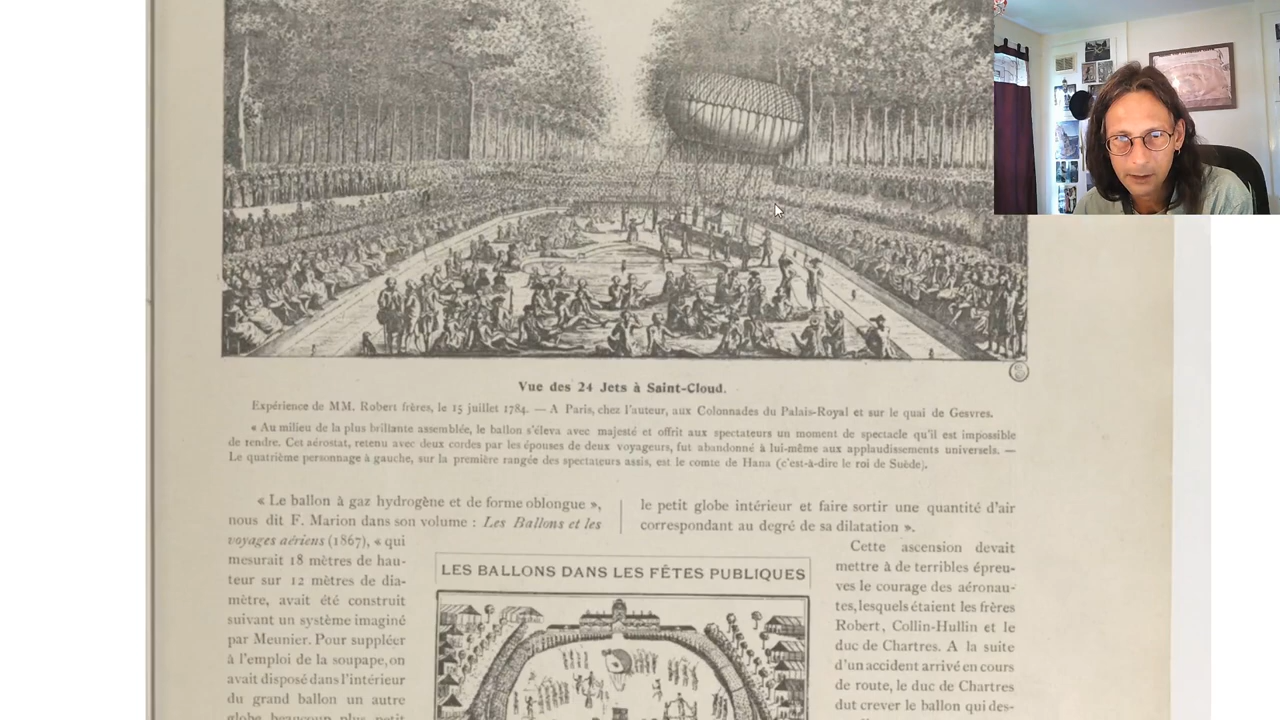 Vue des 24 Jets à Saint-Cloud.
Expérience de MM. Robert frères, le 15 juillet 1784. — A Paris, chez l'auteur, aux Colonnades du Palais-Royal et sur le quai de Gesvres.
« Au milieu de la plus brillante assemblée, le ballon s'éleva avec majesté et offrit aux spectateurs un moment de spectacle qu'il est impossible
de rendre. Cet aérostat, retenu avec deux cordes par les épouses de deux voyageurs, fut abandonné à lui-même aux applaudissements universels. —
Le quatrième personnage à gauche, sur la première rangée des spectateurs assis, est le comte de Hana (c'est-à-dire le roi de Suède).
« Le ballon à gaz hydrogène et de forme oblongue »,
nous dit F. Marion dans son volume : Les Ballons et les
voyages aériens (1867), « qui
mesurait 18 mètres de hau-
teur sur 12 mètres de dia-
mètre, avait été construit
suivant un système imaginé
par Meunier. Pour suppléer
à l'emploi de la soupape, on
avait disposé dans l'intérieur
du grand ballon un autre
globe beaucoup plus petit
LES BALLONS DANS LES FÊTES PUBLIQUES
le petit globe intérieur et faire sortir une quantité d'air
correspondant au degré de sa dilatation ».
Cette ascension devait
mettre à de terribles épreu-
ves le courage des aéronau-
tes, lesquels étaient les frères
Robert, Collin-Hullin et le
duc de Chartres. A la suite
d'un accident arrivé en cours
de route, le duc de Chartres
dut crever le ballon qui des-